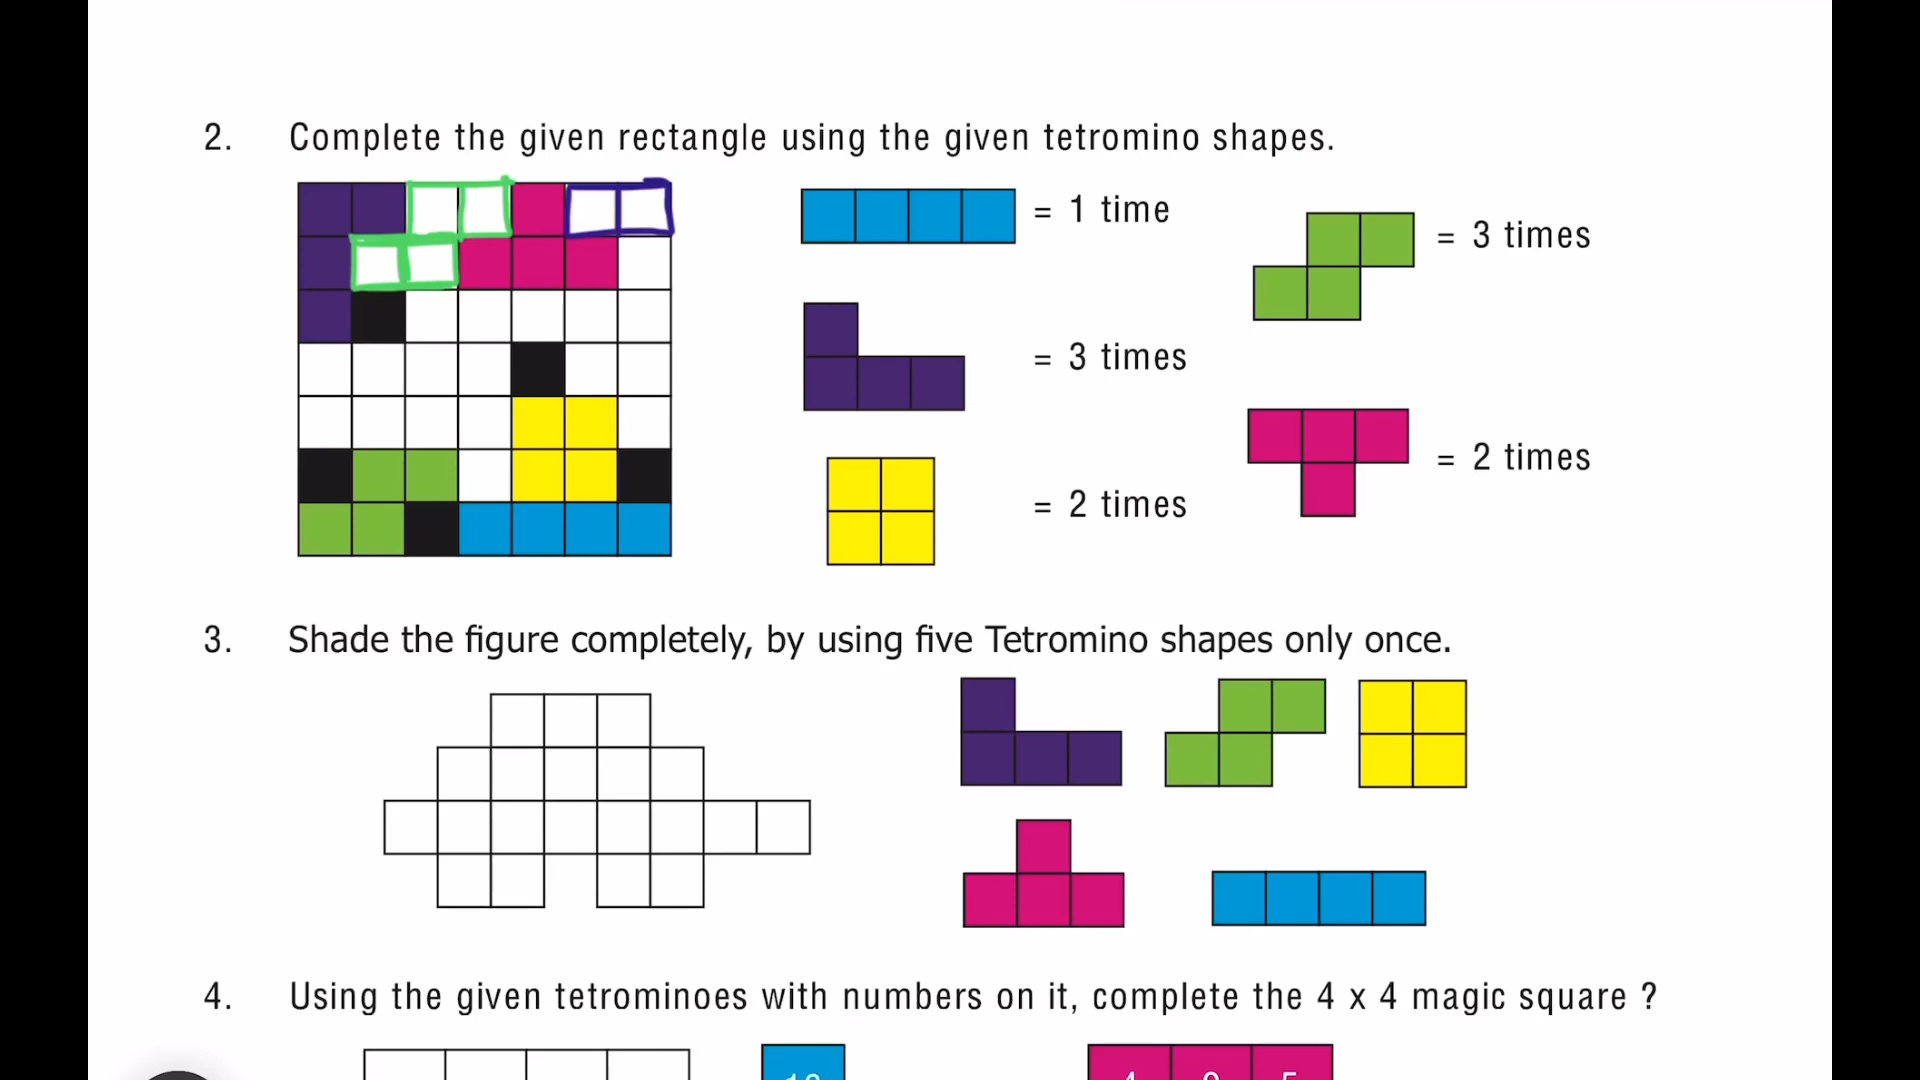 2. Complete the given rectangle using the given tetromino shapes.
= 1 time
= 3 times
= 3 times
= 2 times
= 2 times
3. Shade the figure completely, by using five Tetromino shapes only once.
4. Using the given tetrominoes with numbers on it, complete the 4 x 4 magic square ?